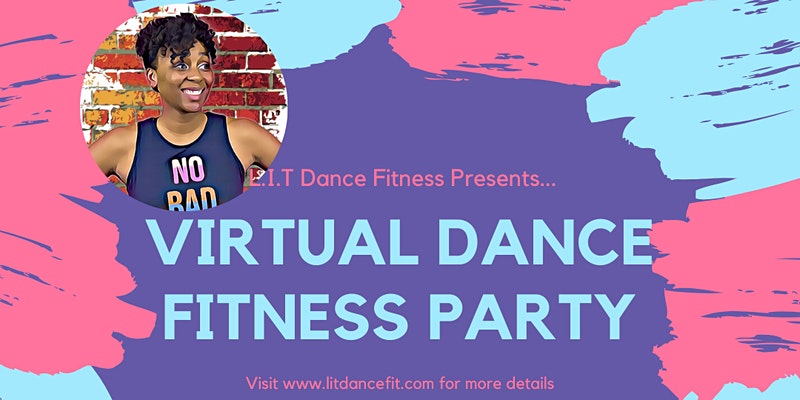 NO
BAD
L.I.T Dance Fitness Presents...
VIRTUAL DANCE
FITNESS PARTY
Visit www.litdancefit.com for more details